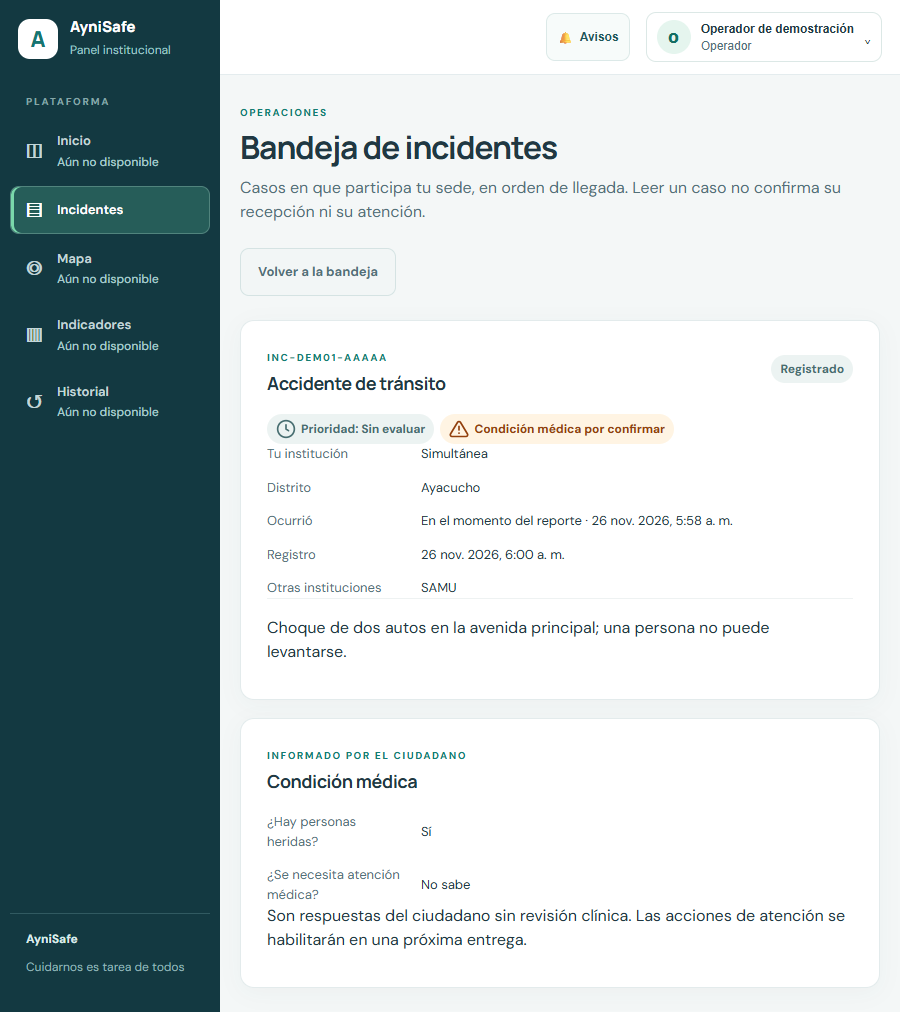 A
AyniSafe
Panel institucional
PLATAFORMA
Inicio
Aún no disponible
Incidentes
Mapa
Aún no disponible
Indicadores
Aún no disponible
Historial
Aún no disponible
AyniSafe
Cuidarnos es tarea de todos
Avisos
O
Operador de demostración
Operador
OPERACIONES
Bandeja de incidentes
Casos en que participa tu sede, en orden de llegada. Leer un caso no confirma su
recepción ni su atención.
Volver a la bandeja
INC-DEM01-AAAAA
Accidente de tránsito
Registrado
Prioridad: Sin evaluar
Condición médica por confirmar
Tu institución Simultánea
Distrito Ayacucho
Ocurrió En el momento del reporte · 26 nov. 2026, 5:58 a. m.
Registro 26 nov. 2026, 6:00 a. m.
Otras instituciones SAMU
Choque de dos autos en la avenida principal; una persona no puede
levantarse.
INFORMADO POR EL CIUDADANO
Condición médica
¿Hay personas
heridas?
Sí
¿Se necesita atención
médica?
No sabe
Son respuestas del ciudadano sin revisión clínica. Las acciones de atención se
habilitarán en una próxima entrega.